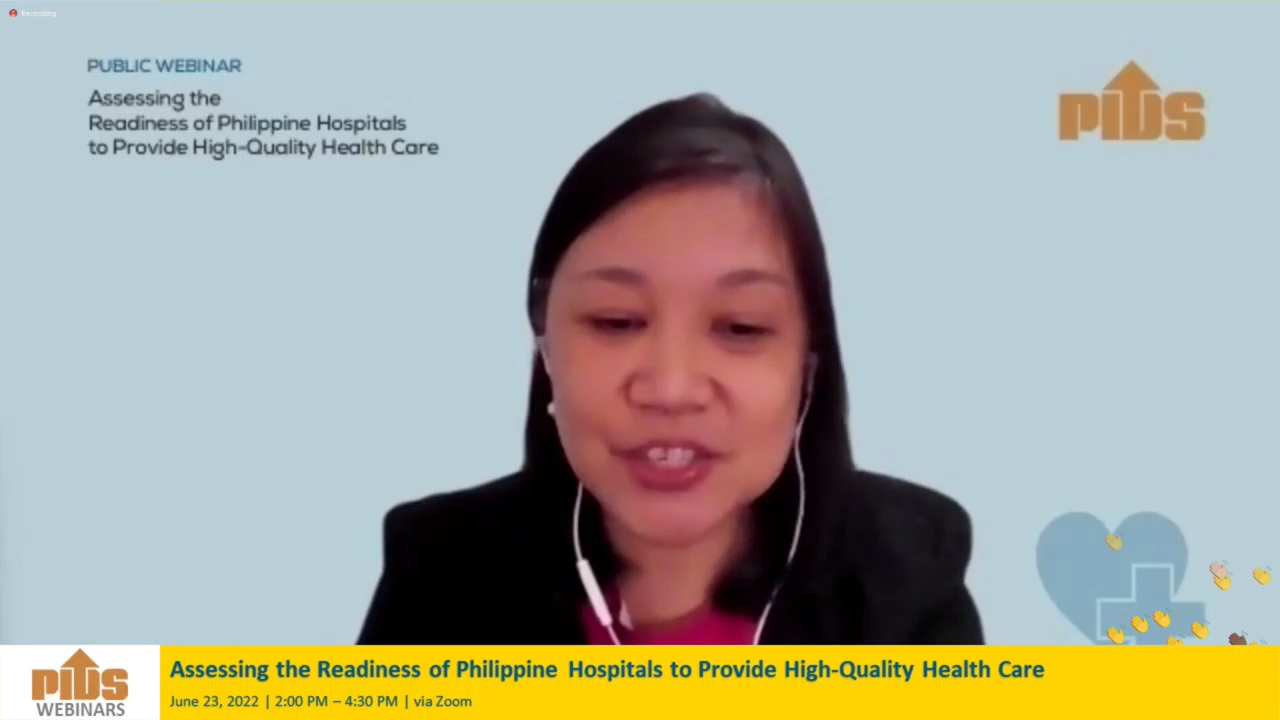 Recording
PUBLIC WEBINAR
Assessing the
Readiness of Philippine Hospitals
to Provide High-Quality Health Care
PIDS
PIDS
WEBINARS
Assessing the Readiness of Philippine Hospitals to Provide High-Quality Health Care
June 23, 2022 | 2:00 PM – 4:30 PM | via Zoom